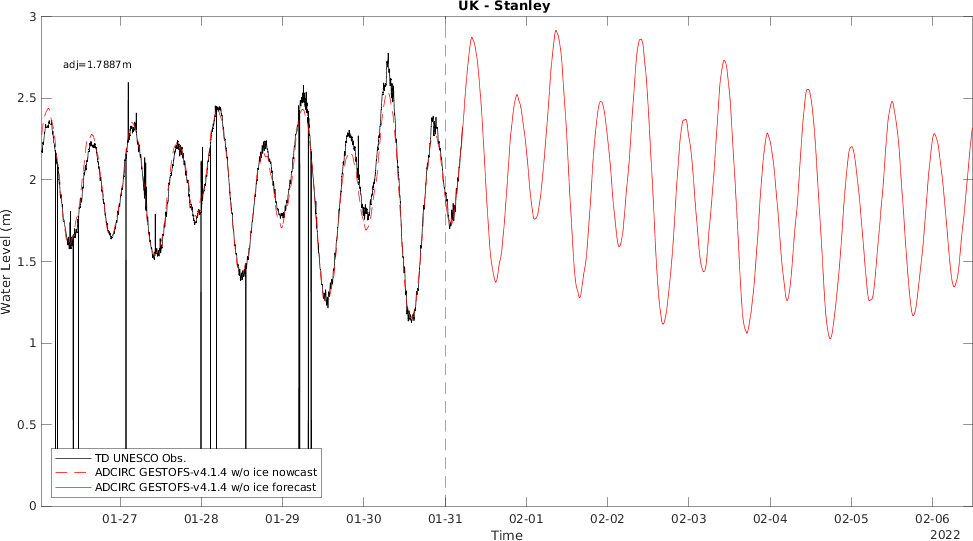 UK - Stanley
adj=1.7887m
3
2.5
2
1.5
1
0.5
0
Water Level (m)
TD UNESCO Obs.
ADCIRC GESTOFS-v4.1.4 w/o ice nowcast
ADCIRC GESTOFS-v4.1.4 w/o ice forecast
01-27 01-28 01-29 01-30 01-31 02-01 02-02 02-03 02-04 02-05 02-06
Time
2022